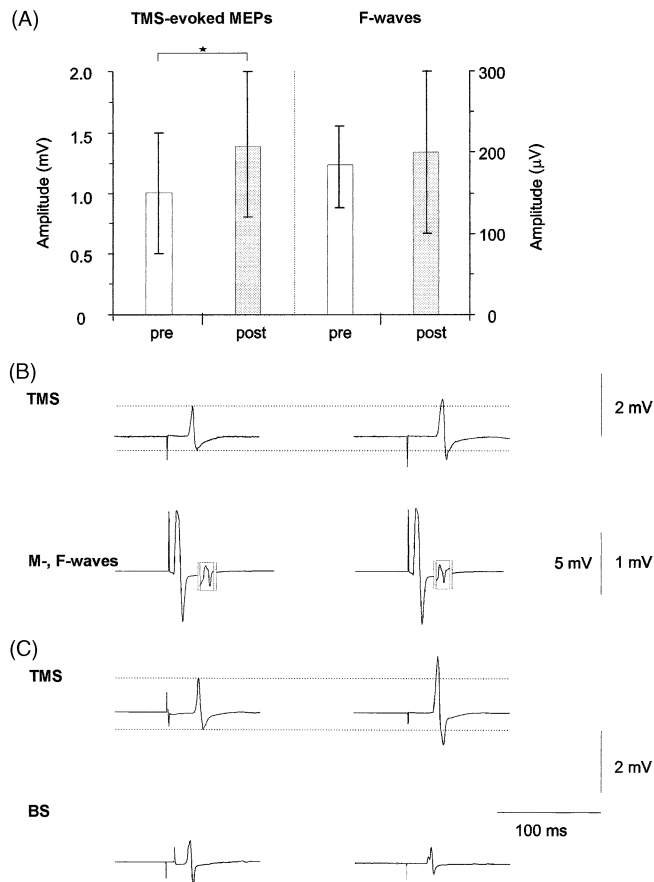 (A)
TMS-evoked MEPs F-waves
★
2.0 300
1.5
200
1.0
100
0.5
0 0
Amplitude (mV)
Amplitude (µV)
pre post pre post
(B)
TMS
2 mV
M-, F-waves 5 mV 1 mV
(C)
TMS
2 mV
BS
100 ms